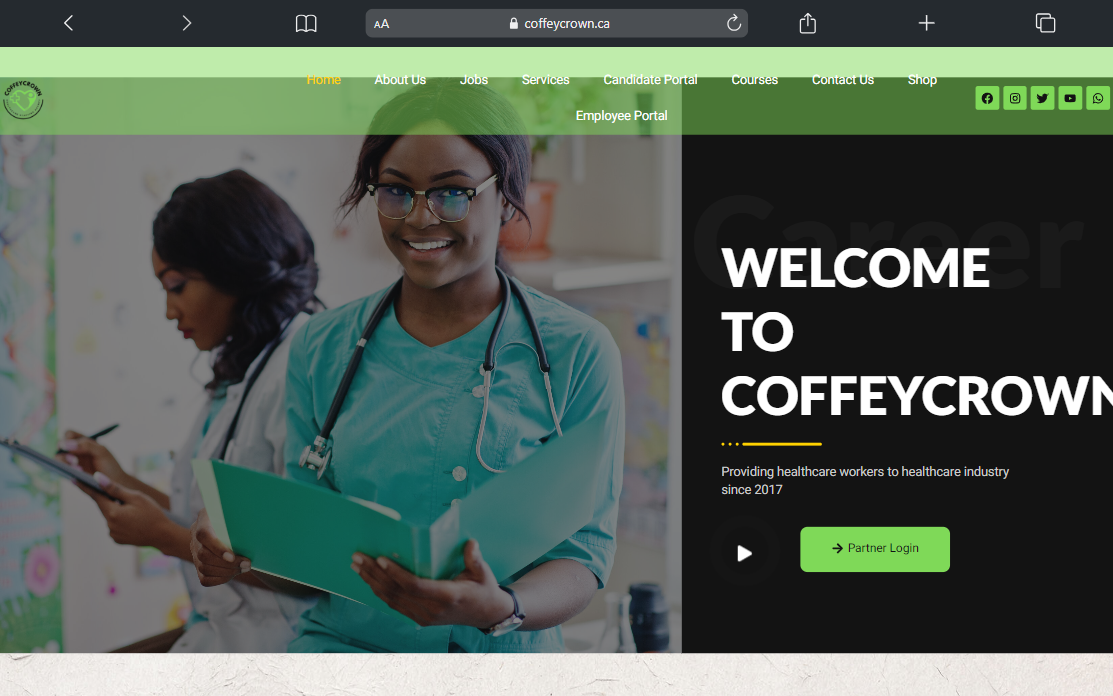 AA
coffeycrown.ca
COFFEYCROWN
Home About Us Jobs Services Candidate Portal Courses Contact Us Shop
Employee Portal
Career
WELCOME
TO
COFFEYCROWN
Providing healthcare workers to healthcare industry
since 2017
Partner Login